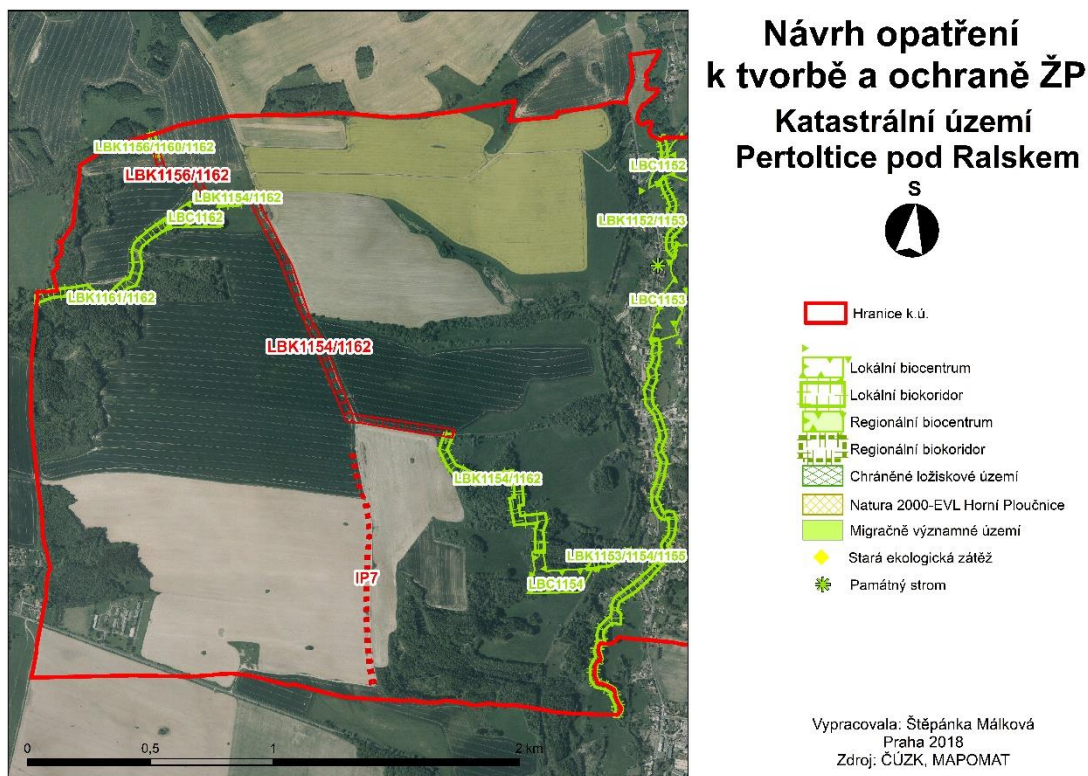 Návrh opatření
k tvorbě a ochraně ŽP
Katastrální území
Pertoltice pod Ralskem
S
Hranice k.ú.
Lokální biocentrum
Lokální biokoridor
Regionální biocentrum
Regionální biokoridor
Chráněné ložiskové území
Natura 2000-EVL Horní Ploučnice
Migračně významné území
Stará ekologická zátěž
Památný strom
Vypracovala: Štěpánka Málková
Praha 2018
Zdroj: ČÚZK, MAPOMAT
LBK1156/1160/1162
LBK1156/1162
LBK1154/1162
LBC1162
LBK1161/1162
LBK1154/1162
LBK1154/1162
IP7
LBC1152
LBK1152/1153
LBC1153
LBK1153/1154/1155
LBC1154
0
0,5
1
2 km